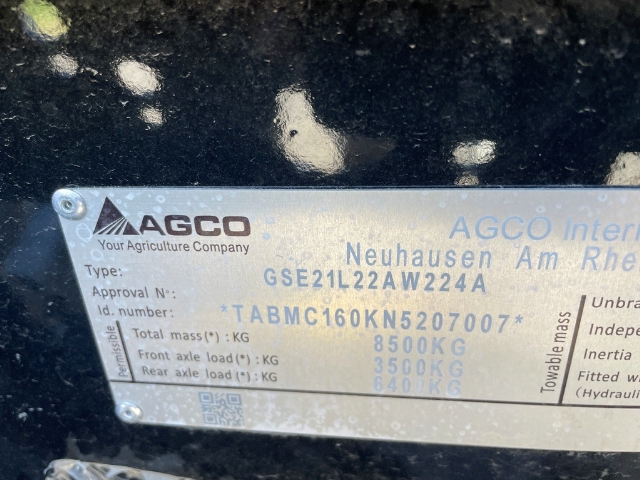 AGCO
Your Agriculture Company
AGCO Intern
Neuhausen Am Rhe
Type: GSE21L22AW224A
Approval N°:
Id. number: *TABMC160KN5207007*
Permissible
Total mass(*) : KG 8500KG
Front axle load(*) : KG 3500KG
Rear axle load(*) : KG
Towable mass
Unbra
Indepe
Inertia
Fitted w
(Hydrauli